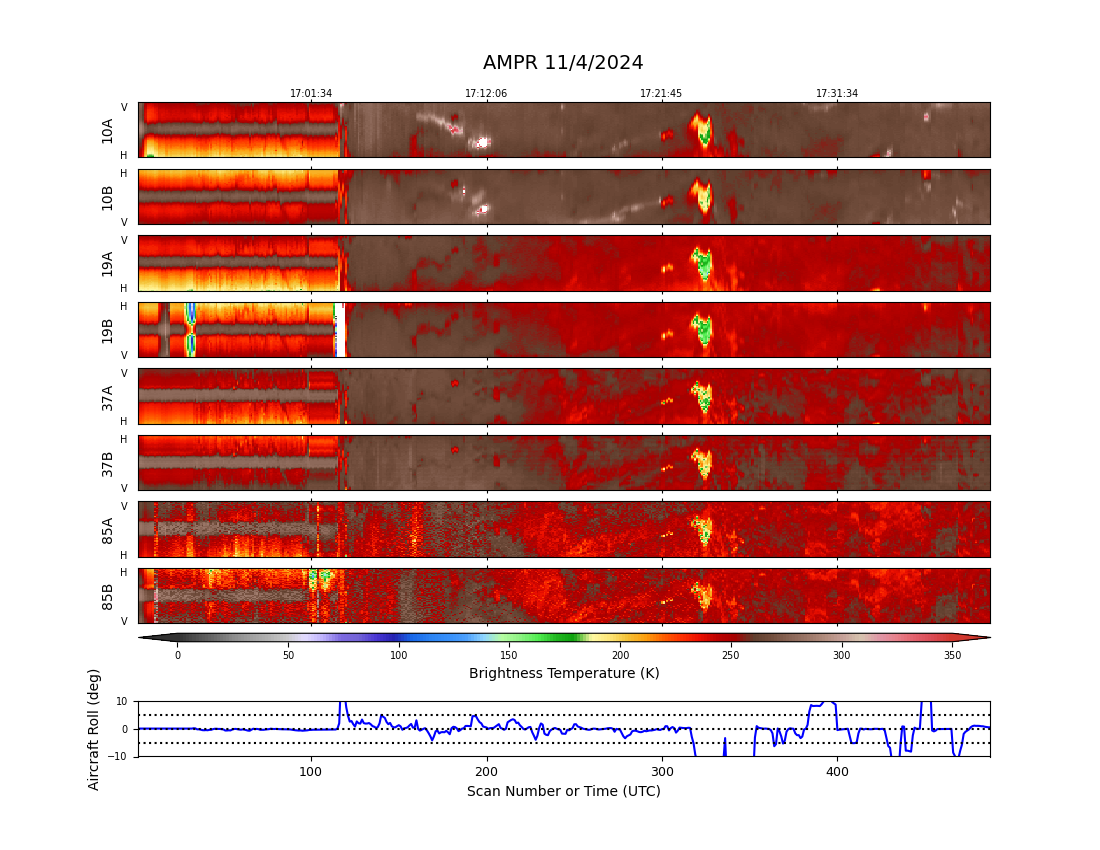 AMPR 11/4/2024
17:01:34 17:12:06 17:21:45 17:31:34
10A V H
10B H V
19A V H
19B H V
37A V H
37B H V
85A V H
85B H V
0 50 100 150 200 250 300 350
Brightness Temperature (K)
Aircraft Roll (deg)
10
0
−10
100 200 300 400
Scan Number or Time (UTC)